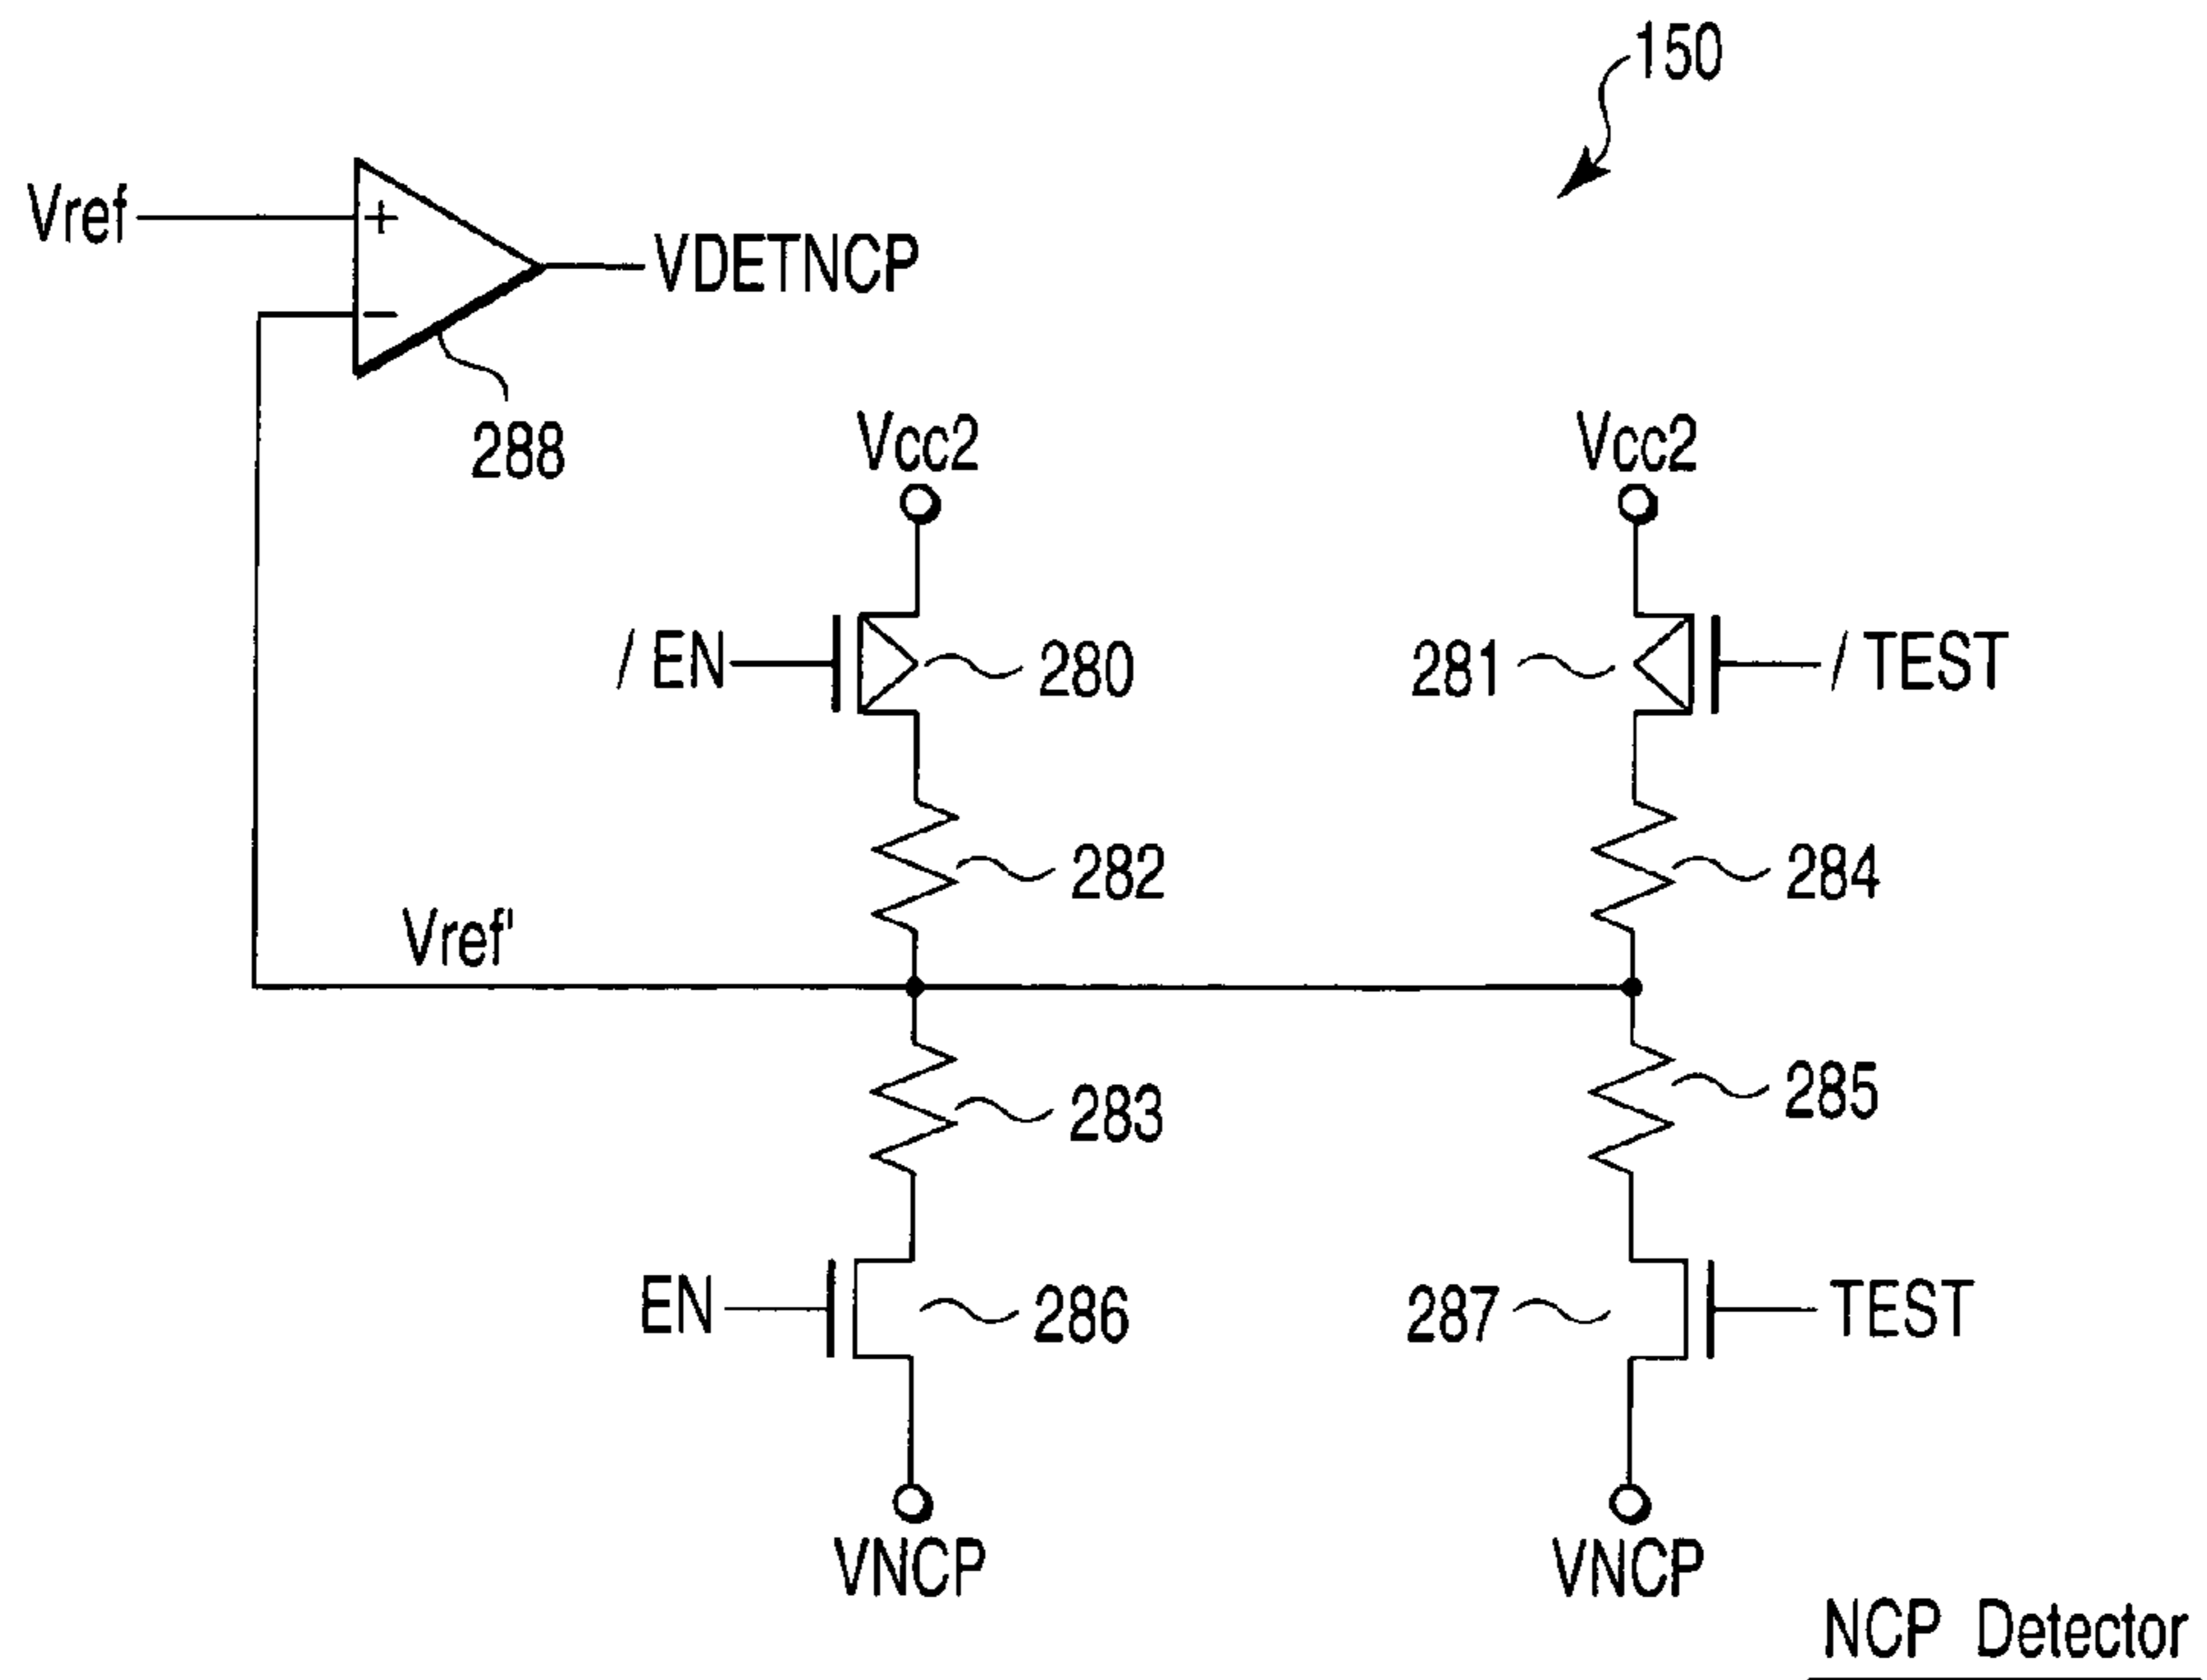 150
Vref
+
VDETNCP
−
288
Vcc2
Vcc2
/ EN
280
281
/ TEST
282
284
Vref'
283
285
EN
286
287
TEST
VNCP
VNCP
NCP Detector